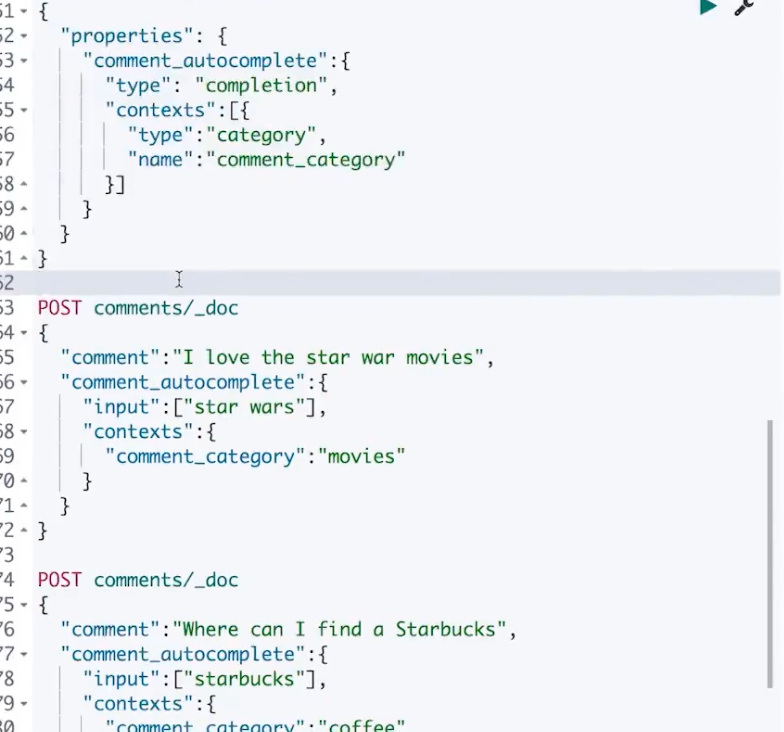 51 {
52 "properties": {
53 "comment_autocomplete":{
54 "type": "completion",
55 "contexts":[{
56 "type":"category",
57 "name":"comment_category"
58 }]
59 }
60 }
61 }
62
63 POST comments/_doc
64 {
65 "comment":"I love the star war movies",
66 "comment_autocomplete":{
67 "input":["star wars"],
68 "contexts":{
69 "comment_category":"movies"
70 }
71 }
72 }
73
74 POST comments/_doc
75 {
76 "comment":"Where can I find a Starbucks",
77 "comment_autocomplete":{
78 "input":["starbucks"],
79 "contexts":{
80 "comment_category":"coffee"